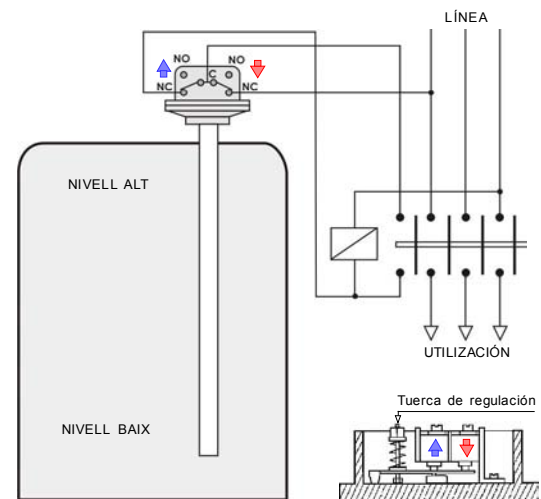 LÍNEA
NO
NO
C
NC
NC
NIVELL ALT
UTILIZACIÓN
Tuerca de regulación
NIVELL BAIX